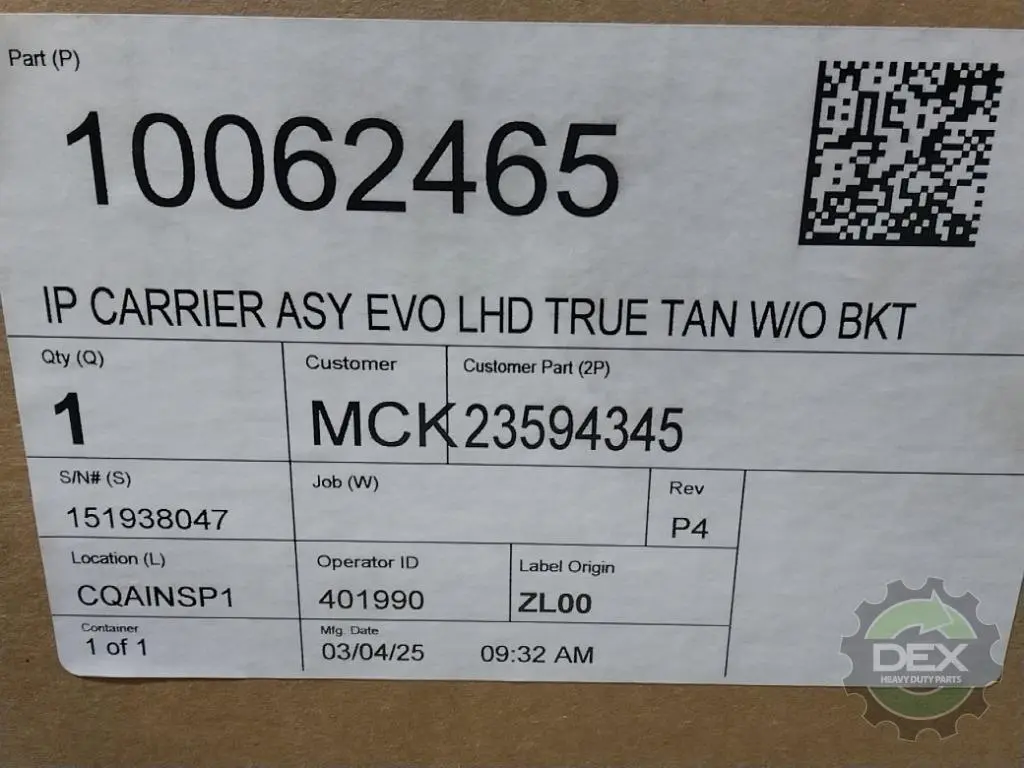 Part (P)
10062465
IP CARRIER ASY EVO LHD TRUE TAN W/O BKT
Qty (Q)
1
Customer
MCK
Customer Part (2P)
23594345
S/N# (S)
151938047
Job (W)
Rev
P4
Location (L)
CQAINSP1
Operator ID
401990
Label Origin
ZL00
Container
1 of 1
Mfg. Date
03/04/25 09:32 AM
DEX
HEAVY DUTY PARTS